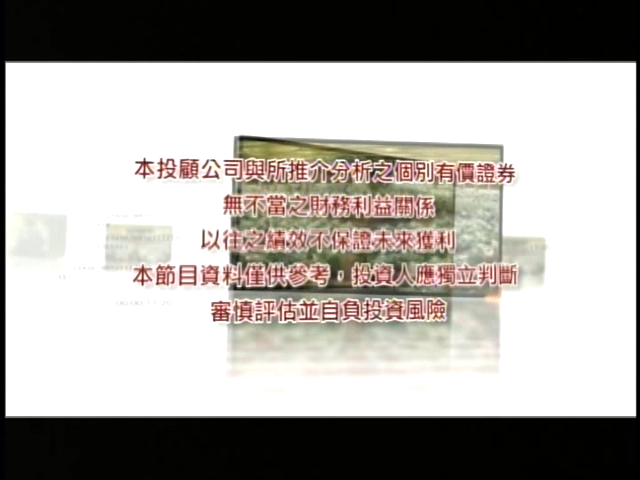 本投顧公司與所推介分析之個別有價證券
無不當之財務利益關係
以往之績效不保證未來獲利
本節目資料僅供參考，投資人應獨立判斷
審慎評估並自負投資風險